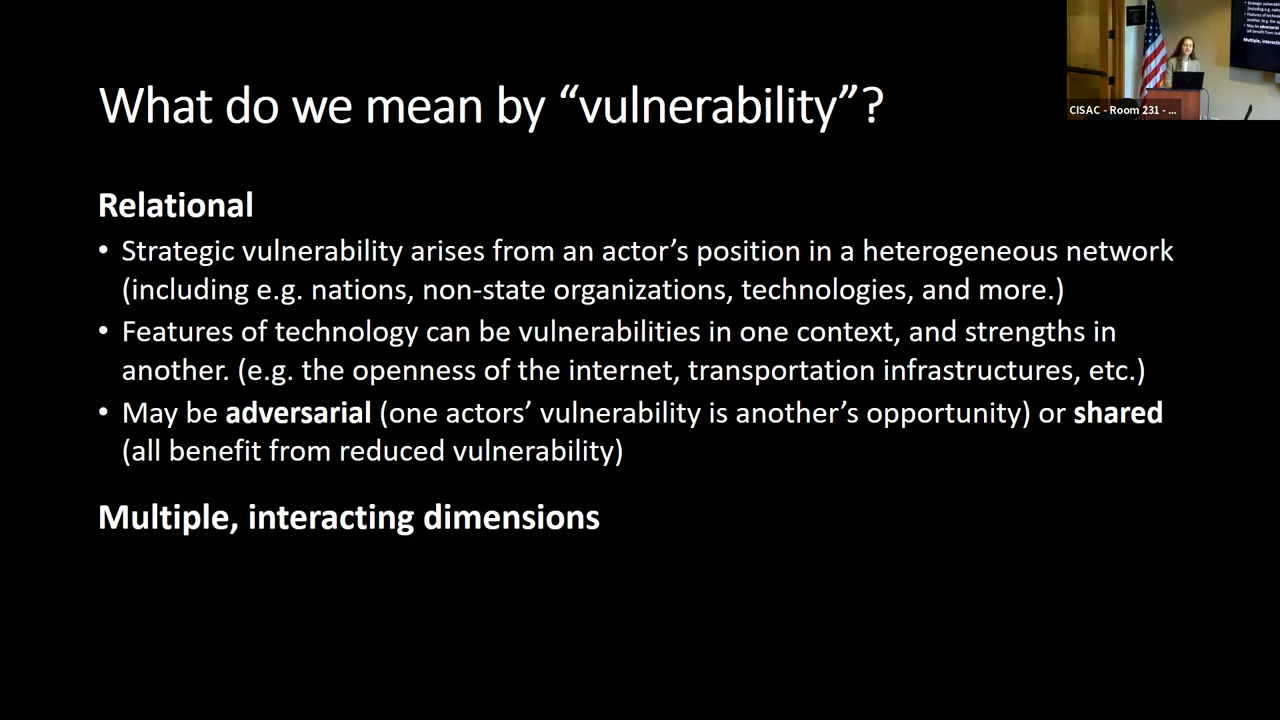 What do we mean by “vulnerability”?
Relational
• Strategic vulnerability arises from an actor’s position in a heterogeneous network
(including e.g. nations, non-state organizations, technologies, and more.)
• Features of technology can be vulnerabilities in one context, and strengths in
another. (e.g. the openness of the internet, transportation infrastructures, etc.)
• May be adversarial (one actors’ vulnerability is another’s opportunity) or shared
(all benefit from reduced vulnerability)
Multiple, interacting dimensions
CISAC - Room 231 - ...